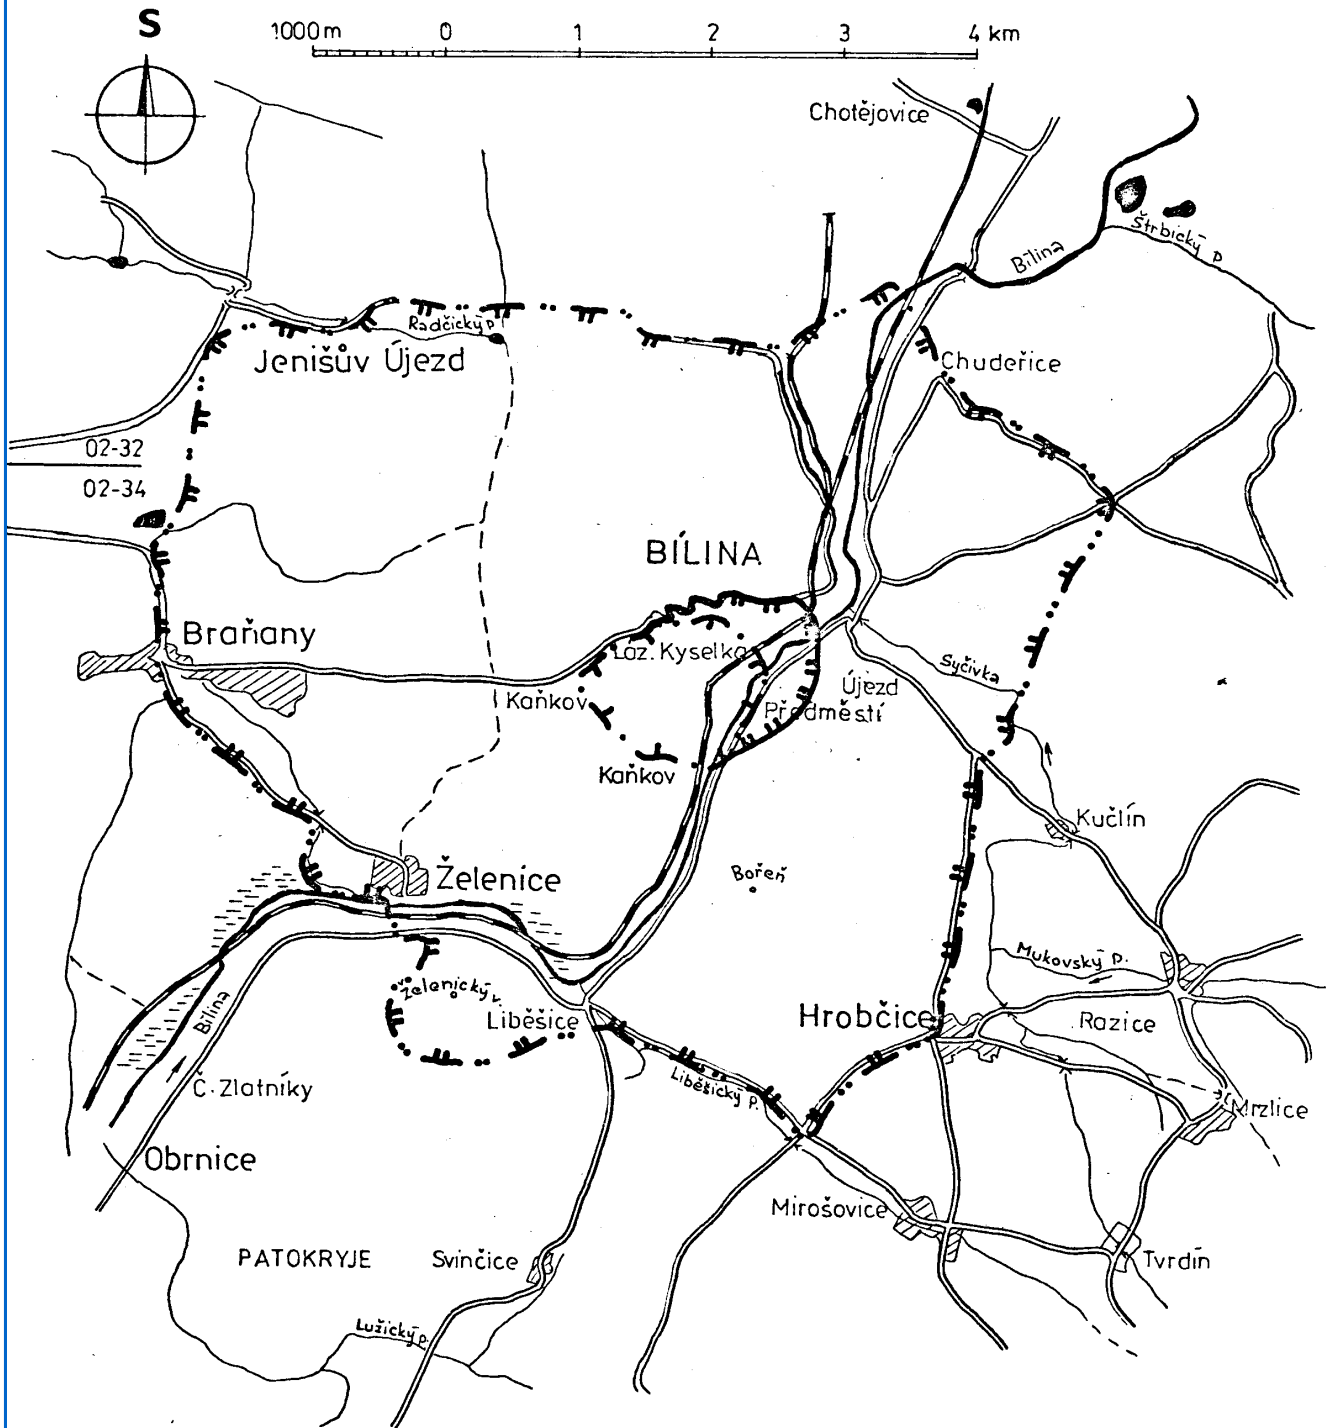 S
1000 m 0 1 2 3 4 km
Chotějovice
Štrbický p
Bílina
Radčický p
Jenišův Újezd
Chudeřice
02-32
02-34
BÍLINA
Braňany
Láz. Kyselka
Syčivka
Újezd
Předměstí
Kaňkov
Kaňkov
Kučlín
Bořeň
Želenice
Mukovský p.
Želenický v.
Bílina
Liběšice
Hrobčice
Razice
Liběšický p.
Č. Zlatníky
Mrzlice
Obrnice
Mirošovice
PATOKRYJE
Svinčice
Tvrdín
Lužický p.